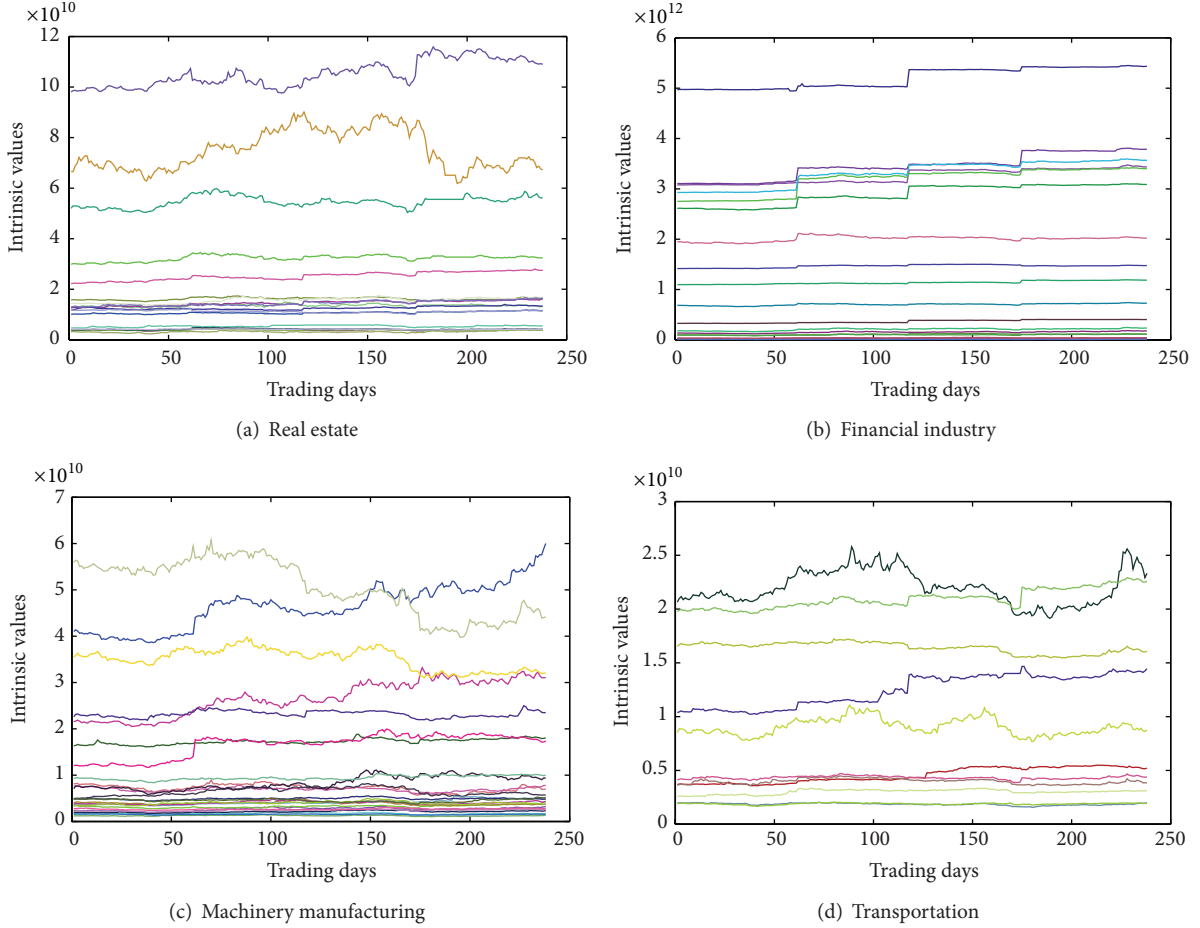 ×10^10
12
10
8
6
4
2
0
Intrinsic values
0 50 100 150 200 250
Trading days
(a) Real estate
×10^12
6
5
4
3
2
1
0
Intrinsic values
0 50 100 150 200 250
Trading days
(b) Financial industry
×10^10
7
6
5
4
3
2
1
0
Intrinsic values
0 50 100 150 200 250
Trading days
(c) Machinery manufacturing
×10^10
3
2.5
2
1.5
1
0.5
0
Intrinsic values
0 50 100 150 200 250
Trading days
(d) Transportation